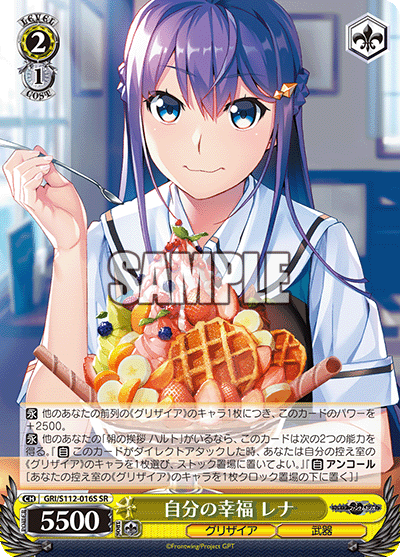 LEVEL
2
1
COST
SAMPLE
永 他のあなたの前列の《グリザイア》のキャラ1枚につき、このカードのパワーを
+2500。
永 他のあなたの「朝の挨拶 ハルト」がいるなら、このカードは次の2つの能力を
得る。『自 このカードがダイレクトアタックした時、あなたは自分の控え室の
《グリザイア》のキャラを1枚選び、ストック置場に置いてよい。』『自 アンコール
［あなたの控え室のキャラを1枚クロック置場に置く］』
GRI/S112-016S SR
自分の幸福 レナ
POWER
5500
SOUL
グリザイア
武器
©Frontwing/Project GPT